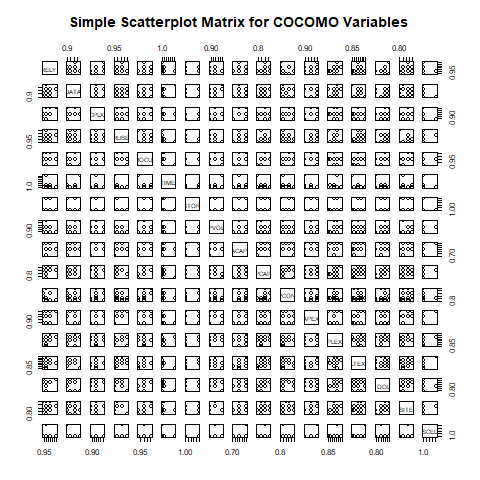 Simple Scatterplot Matrix for COCOMO Variables
0.9 0.95 1.0 0.90 0.8 0.90 0.85 0.80
ELY 0.95
0.9 DATA
CPLX 0.90
0.95 RUSE
DOCU 0.95
1.0 TIME
STOR 1.00
0.90 PVOL
ACAP 0.70
0.8 PCAP
PCON 0.8
0.90 APEX
PLEX 0.85
0.85 LTEX
OOL 0.80
0.80 SITE
SCED 1.0
0.95 0.90 0.95 1.00 0.70 0.8 0.85 0.80 1.0